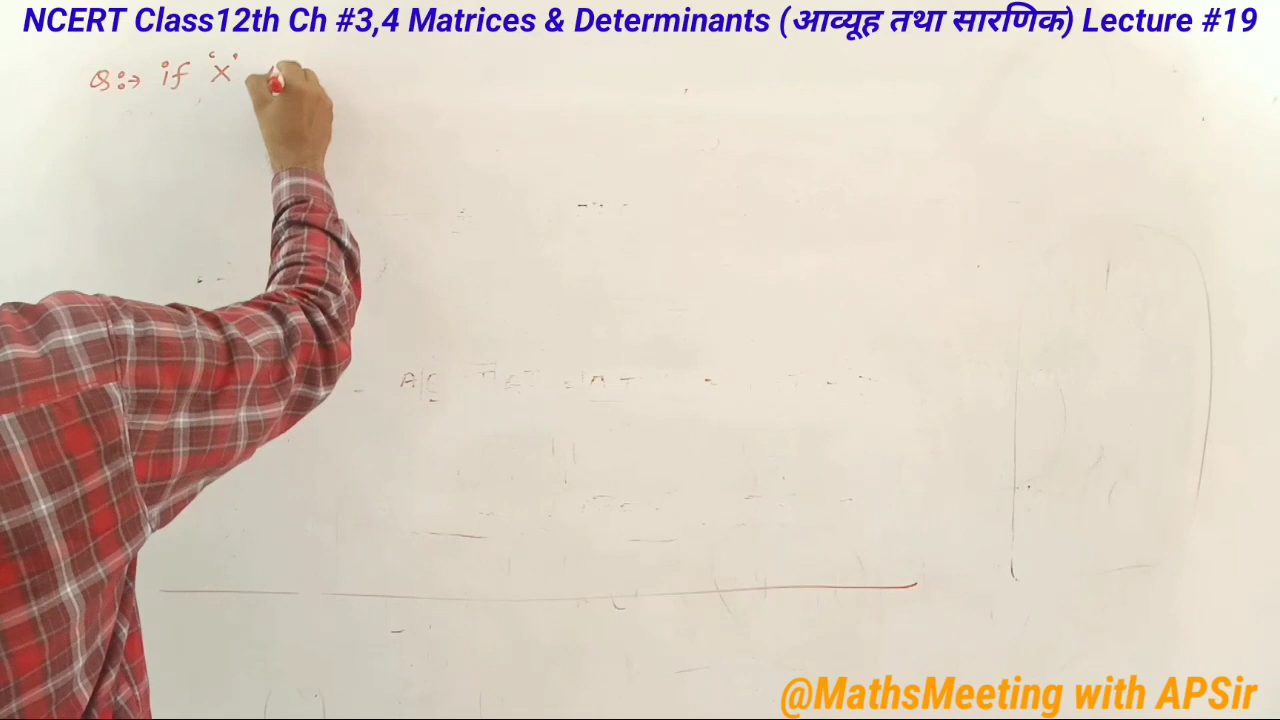 NCERT Class12th Ch #3,4 Matrices & Determinants (आव्यूह तथा सारणिक) Lecture #19
Q:→ if 'x'
@MathsMeeting with APSir